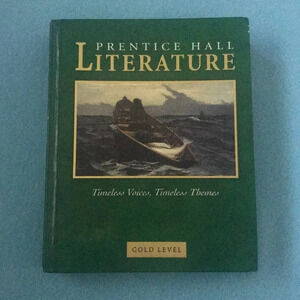 PRENTICE HALL
LITERATURE
Timeless Voices, Timeless Themes
GOLD LEVEL